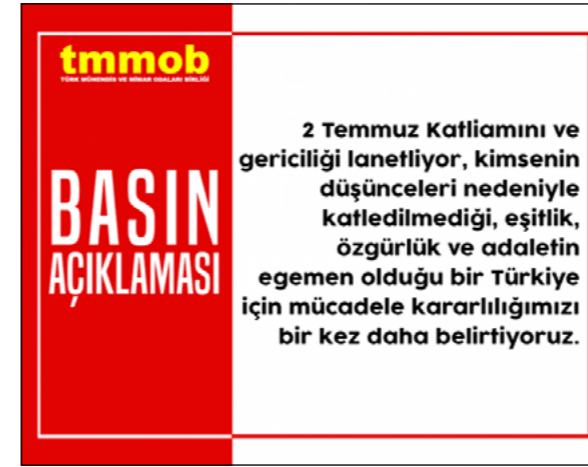 tmmob
TÜRK MÜHENDİS VE MİMAR ODALARI BİRLİĞİ
BASIN
AÇIKLAMASI
2 Temmuz Katliamını ve
gericiliği lanetliyor, kimsenin
düşünceleri nedeniyle
katledilmediği, eşitlik,
özgürlük ve adaletin
egemen olduğu bir Türkiye
için mücadele kararlılığımızı
bir kez daha belirtiyoruz.